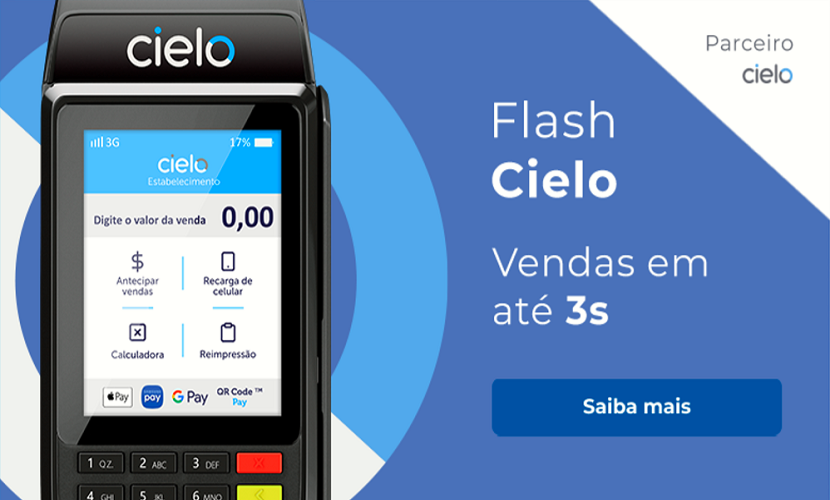 cielo
3G
17%
cielo
Estabelecimento
Digite o valor da venda 0,00
$
Antecipar
vendas
Recarga de
celular
Calculadora
Reimpressão
Pay
pay
G Pay
QR Code ™
Pay
1 QZ
2 ABC
3 DEF
4 GHI
5 JKL
6 MNO
Parceiro
cielo
Flash
Cielo
Vendas em
até 3s
Saiba mais